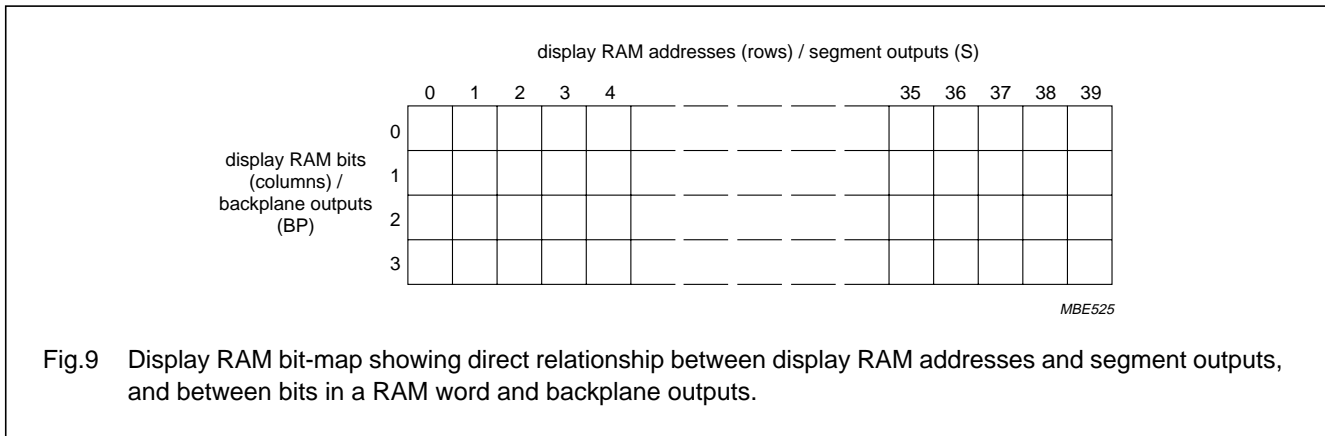 display RAM addresses (rows) / segment outputs (S)
0 1 2 3 4 35 36 37 38 39
0
display RAM bits
(columns) /
backplane outputs
(BP)
1
2
3
MBE525
Fig.9 Display RAM bit-map showing direct relationship between display RAM addresses and segment outputs,
and between bits in a RAM word and backplane outputs.